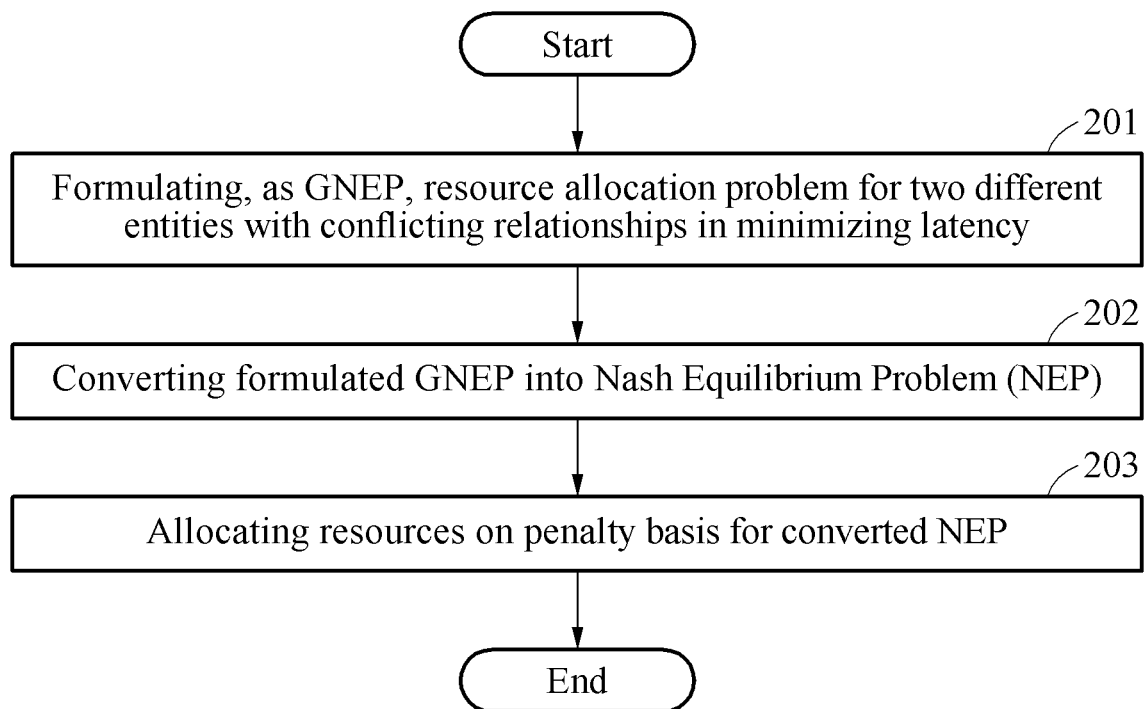 Start
201
Formulating, as GNEP, resource allocation problem for two different
entities with conflicting relationships in minimizing latency
202
Converting formulated GNEP into Nash Equilibrium Problem (NEP)
203
Allocating resources on penalty basis for converted NEP
End